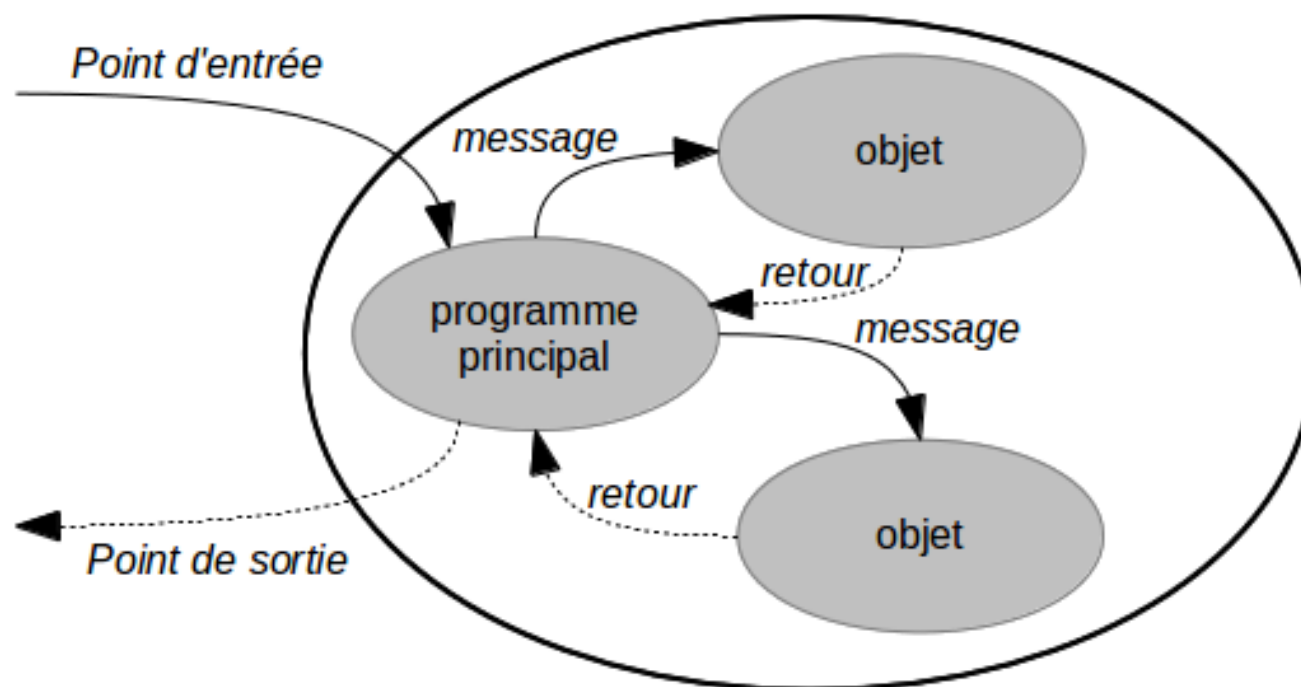 Point d'entrée
message
objet
retour
programme
principal
message
retour
objet
Point de sortie